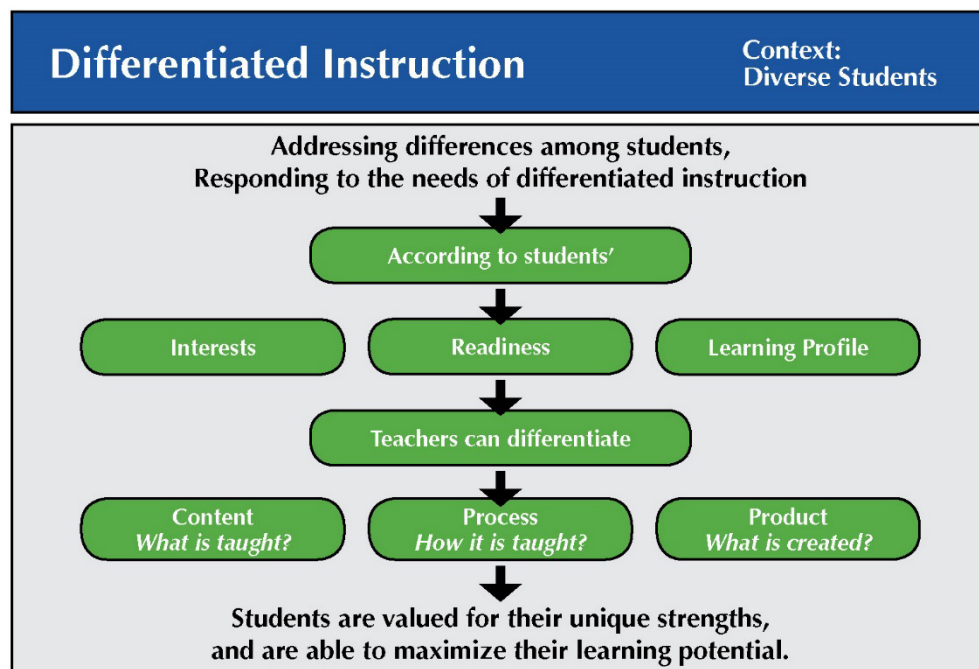 Differentiated Instruction
Context:
Diverse Students
Addressing differences among students,
Responding to the needs of differentiated instruction
According to students’
Interests
Readiness
Learning Profile
Teachers can differentiate
Content
What is taught?
Process
How it is taught?
Product
What is created?
Students are valued for their unique strengths,
and are able to maximize their learning potential.